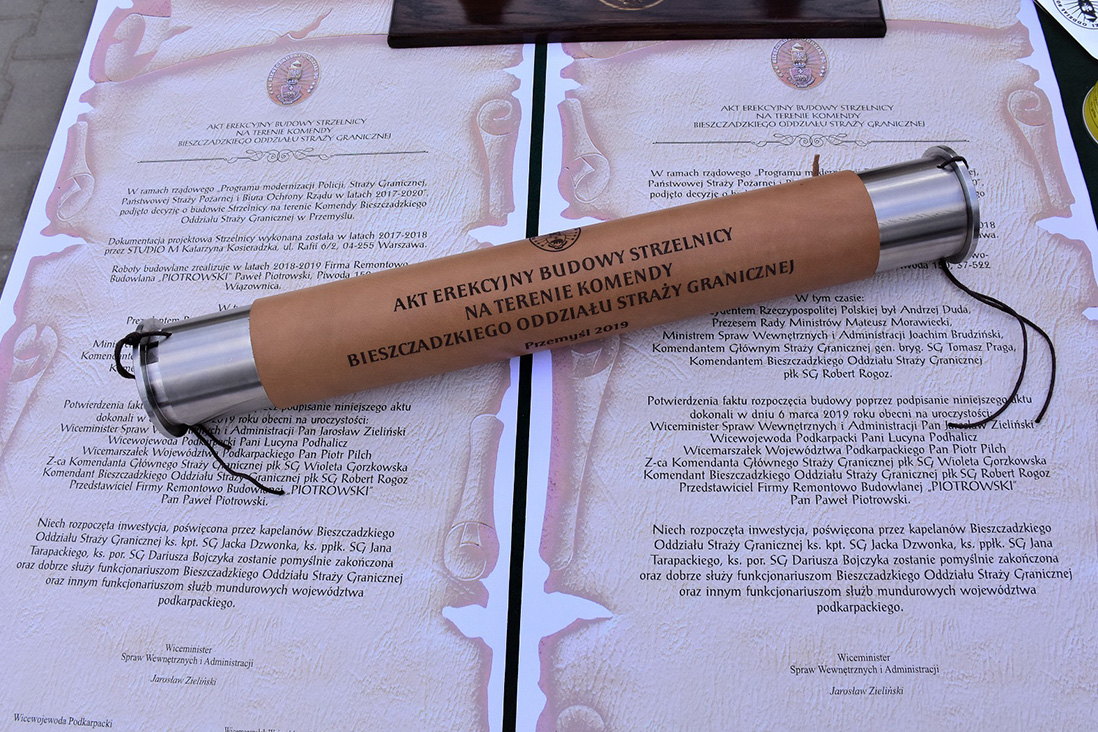 AKT EREKCYJNY BUDOWY STRZELNICY
NA TERENIE KOMENDY
BIESZCZADZKIEGO ODDZIAŁU STRAŻY GRANICZNEJ
W ramach rządowego „Programu modernizacji Policji, Straży Granicznej,
Państwowej Straży Pożarnej i Biura Ochrony Rządu w latach 2017-2020”
podjęto decyzję o budowie Strzelnicy na terenie Komendy Bieszczadzkiego
Oddziału Straży Granicznej w Przemyślu.
Dokumentacja projektowa Strzelnicy wykonana została w latach 2017-2018
przez STUDIO M Katarzyna Kosieradzka, ul. Rafii 6/2, 04-255 Warszawa.
Roboty budowlane zrealizuje w latach 2018-2019 Firma Remontowo
Budowlana „PIOTROWSKI” Paweł Piotrowski, Piwoda
Wiązownica.
Potwierdzenia faktu
bez podpisanie niniejszego aktu
dokonali w 2019 roku obecni na uroczystości:
Wiceminister Spraw Wewnętrznych i Administracji Pan Jarosław Zieliński
Wicewojewoda Podkarpacki Pani Lucyna Podhalicz
Wicemarszałek Województwa Podkarpackiego Pan Piotr Pilch
Z-ca Komendanta Głównego Straży Granicznej płk SG Wioleta Gorzkowska
Komendant Bieszczadzkiego Oddziału Straży Granicznej płk SG Robert Rogoz
Przedstawiciel Firmy Remontowo Budowlanej „PIOTROWSKI”
Pan Paweł Piotrowski.
Niech rozpoczęta inwestycja, poświęcona przez kapelanów Bieszczadzkiego
Oddziału Straży Granicznej ks. kpt. SG Jacka Dzwonka, ks. ppłk. SG Jana
Tarapackiego, ks. por. SG Dariusza Bojczyka zostanie pomyślnie zakończona
oraz dobrze służy funkcjonariuszom Bieszczadzkiego Oddziału Straży Granicznej
oraz innym funkcjonariuszom służb mundurowych województwa
podkarpackiego.
Wiceminister
Spraw Wewnętrznych i Administracji
Jarosław Zieliński
Wicewojewoda Podkarpacki
AKT EREKCYJNY BUDOWY STRZELNICY
NA TERENIE KOMENDY
BIESZCZADZKIEGO ODDZIAŁU STRAŻY GRANICZNEJ
Przemyśl 2019
AKT EREKCYJNY BUDOWY STRZELNICY
NA TERENIE KOMENDY
BIESZCZADZKIEGO ODDZIAŁU STRAŻY GRANICZNEJ
W ramach rządowego „Programu
Państwowej Straży Pożarnej i
podjęto decyzję o
37-522
W tym czasie:
Rzeczypospolitej Polskiej był Andrzej Duda,
Prezesem Rady Ministrów Mateusz Morawiecki,
Ministrem Spraw Wewnętrznych i Administracji Joachim Brudziński,
Komendantem Głównym Straży Granicznej gen. bryg. SG Tomasz Praga,
Komendantem Bieszczadzkiego Oddziału Straży Granicznej
płk SG Robert Rogoz.
Potwierdzenia faktu rozpoczęcia budowy poprzez podpisanie niniejszego aktu
dokonali w dniu 6 marca 2019 roku obecni na uroczystości:
Wiceminister Spraw Wewnętrznych i Administracji Pan Jarosław Zieliński
Wicewojewoda Podkarpacki Pani Lucyna Podhalicz
Wicemarszałek Województwa Podkarpackiego Pan Piotr Pilch
Z-ca Komendanta Głównego Straży Granicznej płk SG Wioleta Gorzkowska
Komendant Bieszczadzkiego Oddziału Straży Granicznej płk SG Robert Rogoz
Przedstawiciel Firmy Remontowo Budowlanej „PIOTROWSKI”
Pan Paweł Piotrowski.
Niech rozpoczęta inwestycja, poświęcona przez kapelanów Bieszczadzkiego
Oddziału Straży Granicznej ks. kpt. SG Jacka Dzwonka, ks. ppłk. SG Jana
Tarapackiego, ks. por. SG Dariusza Bojczyka zostanie pomyślnie zakończona
oraz dobrze służy funkcjonariuszom Bieszczadzkiego Oddziału Straży Granicznej
oraz innym funkcjonariuszom służb mundurowych województwa
podkarpackiego.
Wiceminister
Spraw Wewnętrznych i Administracji
Jarosław Zieliński